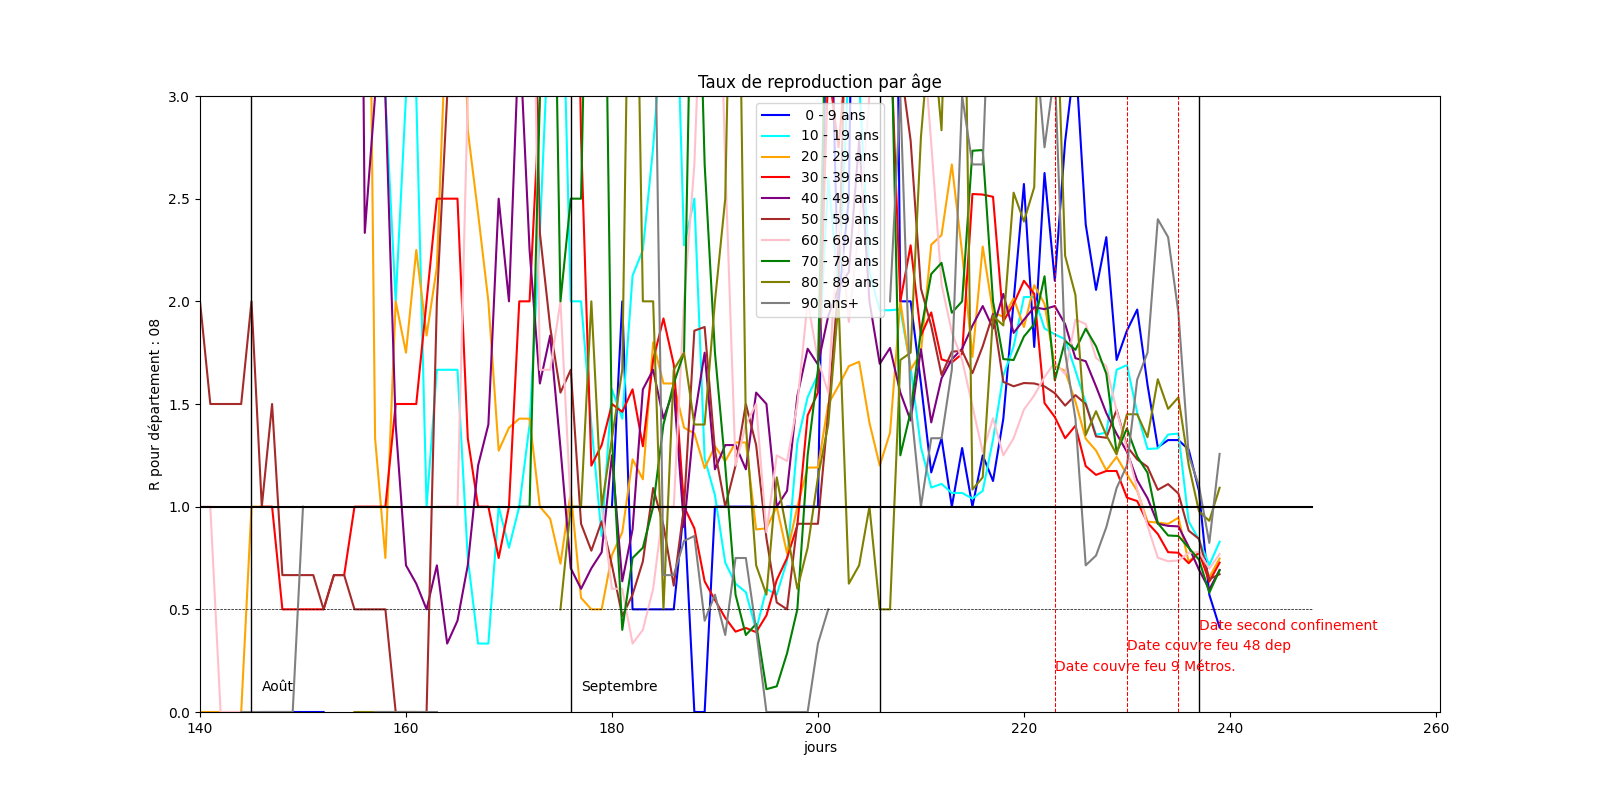 Taux de reproduction par âge
R pour département : 08
3.0
2.5
2.0
1.5
1.0
0.5
0.0
0 - 9 ans
10 - 19 ans
20 - 29 ans
30 - 39 ans
40 - 49 ans
50 - 59 ans
60 - 69 ans
70 - 79 ans
80 - 89 ans
90 ans+
Date second confinement
Date couvre feu 48 dep
Date couvre feu 9 Métros.
Août
Septembre
140
160
180
200
220
240
260
jours